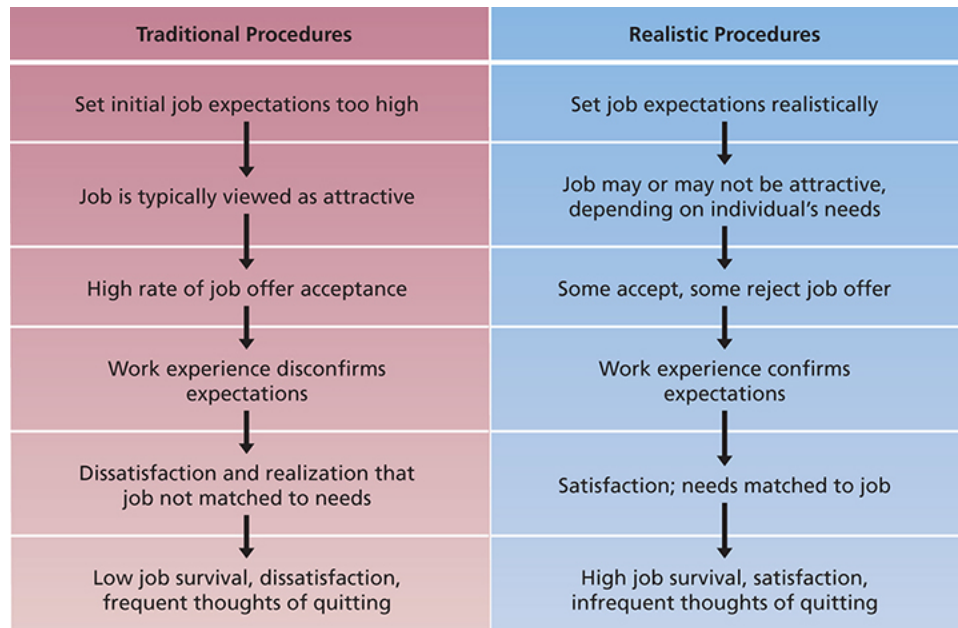 Traditional Procedures
Set initial job expectations too high
Job is typically viewed as attractive
High rate of job offer acceptance
Work experience disconfirms
expectations
Dissatisfaction and realization that
job not matched to needs
Low job survival, dissatisfaction,
frequent thoughts of quitting
Realistic Procedures
Set job expectations realistically
Job may or may not be attractive,
depending on individual’s needs
Some accept, some reject job offer
Work experience confirms
expectations
Satisfaction; needs matched to job
High job survival, satisfaction,
infrequent thoughts of quitting